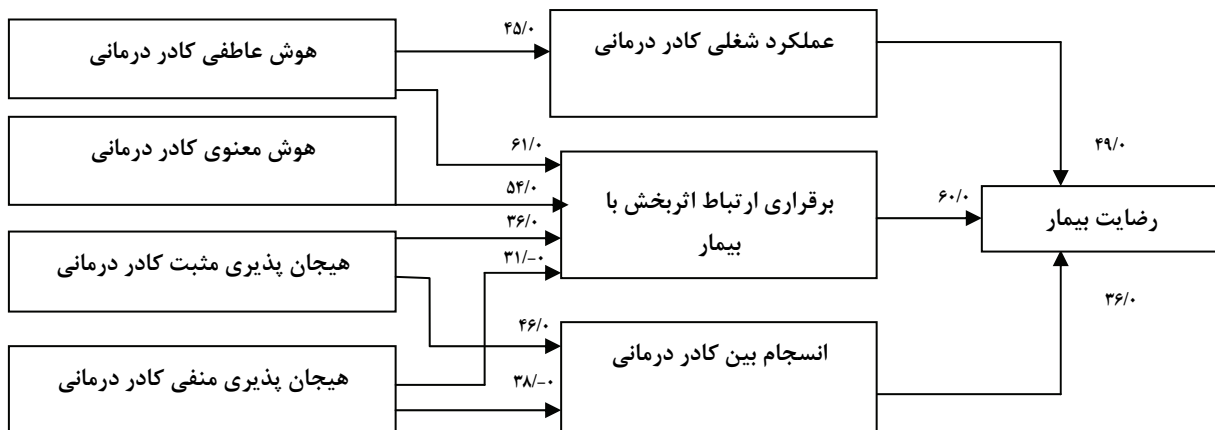 هوش عاطفی کادر درمانی
۴۵/۰
عملکرد شغلی کادر درمانی
هوش معنوی کادر درمانی
۶۱/۰
۵۴/۰
۳۶/۰
۳۱/-۰
برقراری ارتباط اثربخش با
بیمار
۴۹/۰
۶۰/۰
رضایت بیمار
هیجان پذیری مثبت کادر درمانی
۴۶/۰
۳۸/-۰
انسجام بین کادر درمانی
۳۶/۰
هیجان پذیری منفی کادر درمانی